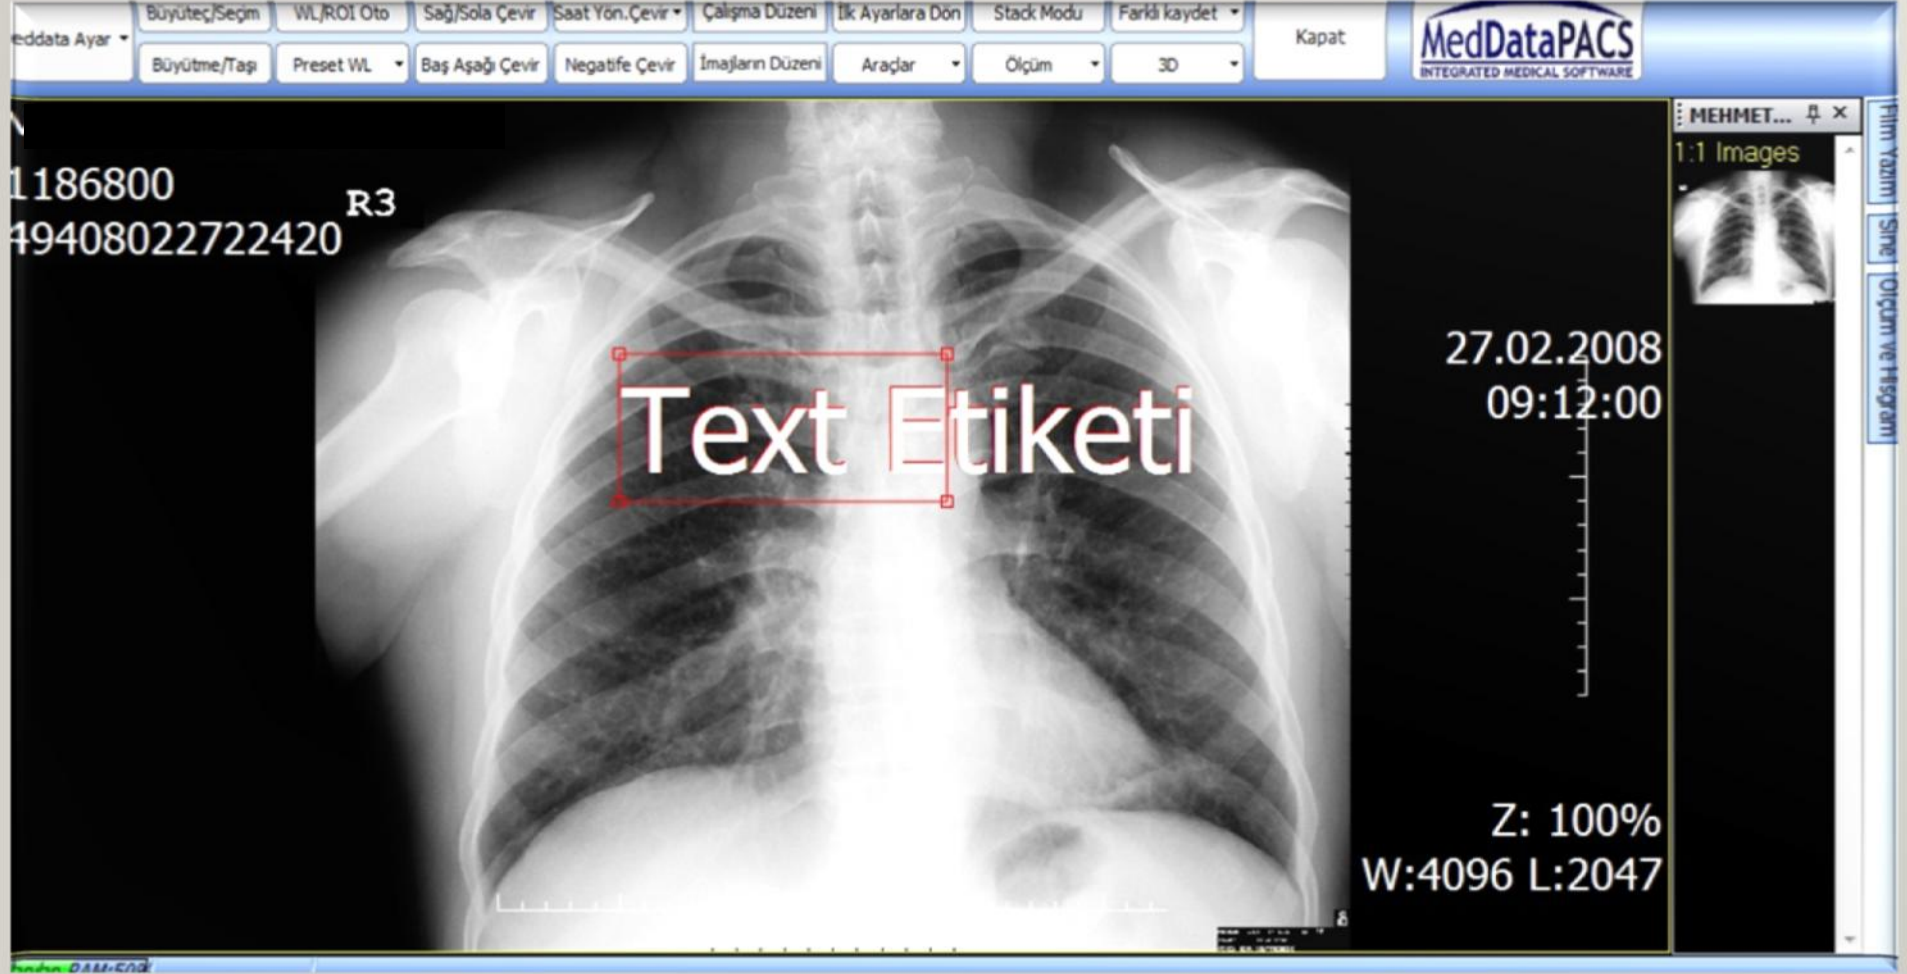 Büyüteç/Seçim WL/ROI Oto Sağ/Sola Çevir Saat Yön.Çevir Çalışma Düzeni İlk Ayarlara Dön Stack Modu Farklı kaydet
eddata Ayar Kapat
Büyütme/Taşı Preset WL Baş Aşağı Çevir Negatife Çevir İmajların Düzeni Araçlar Ölçüm 3D
MedDataPACS
INTEGRATED MEDICAL SOFTWARE
MEHMET...
1:1 Images
Film Yazım
Sine
Ölçüm ve Hisgram
1186800
R3
49408022722420
27.02.2008
09:12:00
Text Etiketi
Z: 100%
W:4096 L:2047